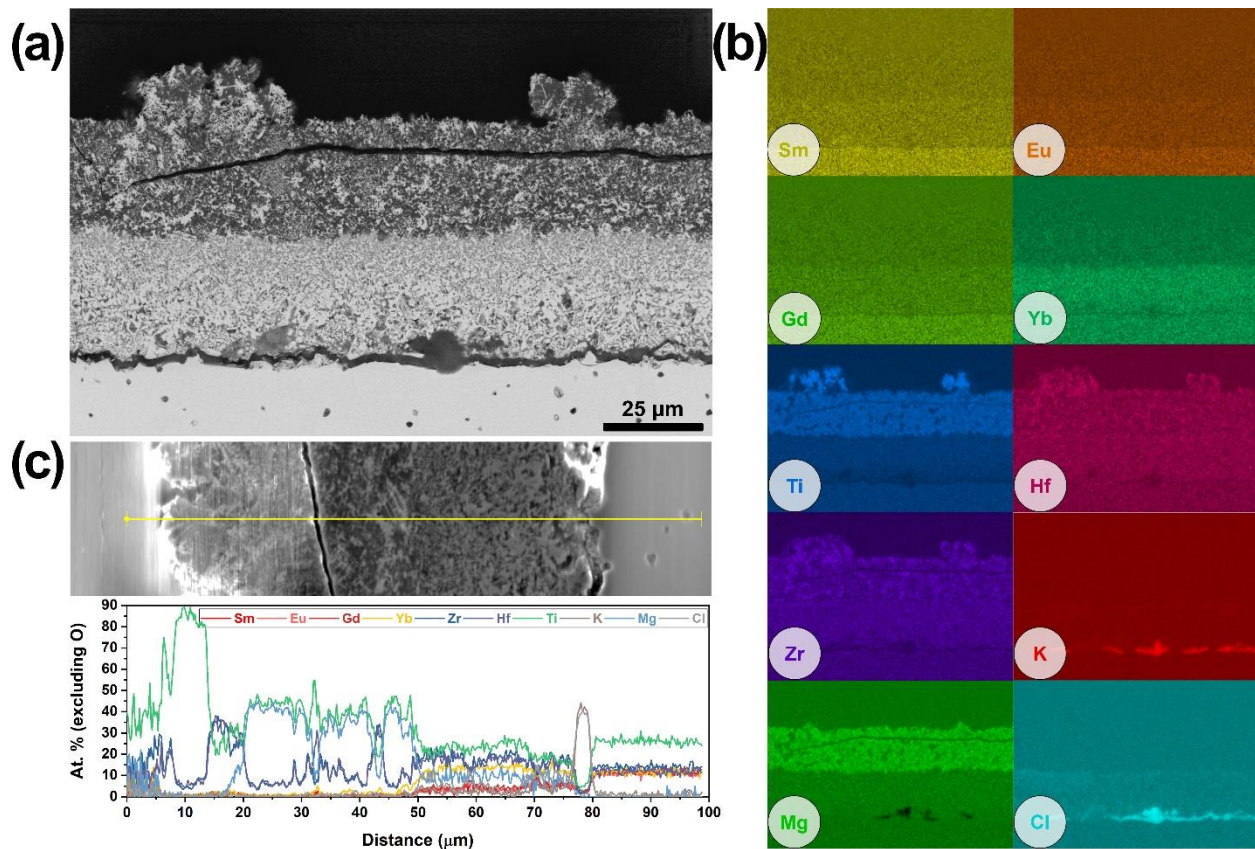 (a)
25 μm
(b)
Sm
Eu
Gd
Yb
Ti
Hf
Zr
K
Mg
Cl
(c)
Sm Eu Gd Yb Zr Hf Ti K Mg Cl
At. % (excluding O)
90
80
70
60
50
40
30
20
10
0
0 10 20 30 40 50 60 70 80 90 100
Distance (μm)